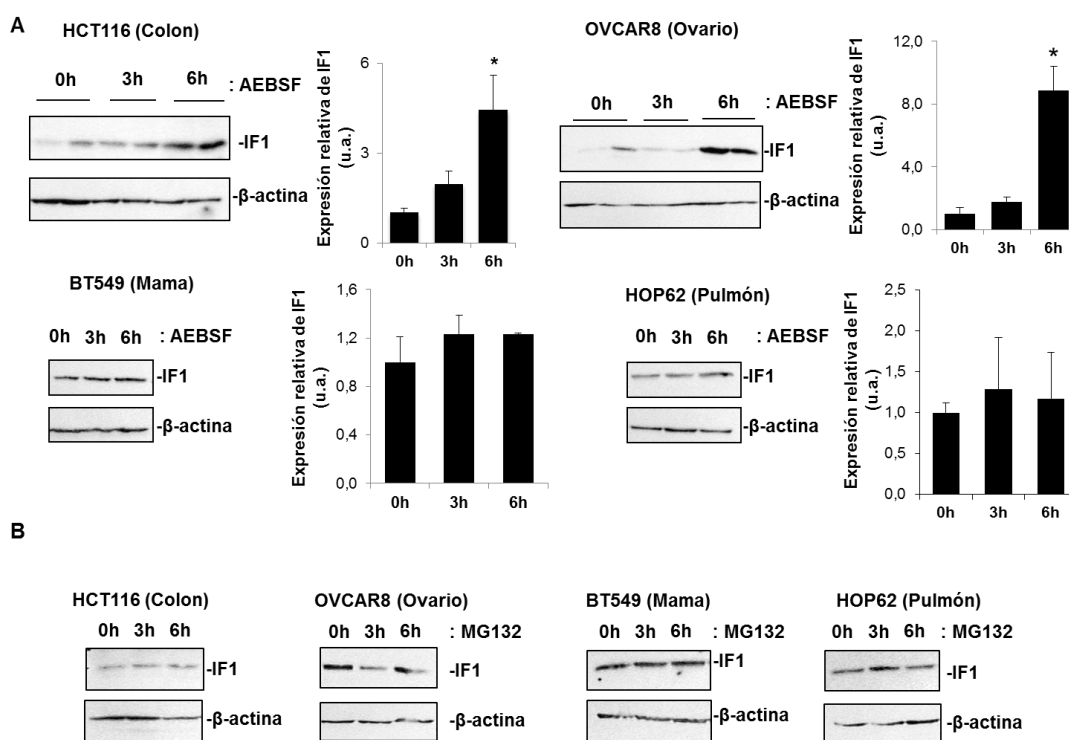 A
HCT116 (Colon)
0h 3h 6h : AEBSF
-IF1
-β-actina
Expresión relativa de IF1
(u.a.)
6
3
0
*
0h 3h 6h
OVCAR8 (Ovario)
0h 3h 6h : AEBSF
-IF1
-β-actina
Expresión relativa de IF1
(u.a.)
12,0
8,0
4,0
0,0
*
0h 3h 6h
BT549 (Mama)
0h 3h 6h : AEBSF
-IF1
-β-actina
Expresión relativa de IF1
(u.a.)
1,6
1,2
0,8
0,4
0,0
0h 3h 6h
HOP62 (Pulmón)
0h 3h 6h : AEBSF
-IF1
-β-actina
Expresión relativa de IF1
(u.a.)
2,5
2,0
1,5
1,0
0,5
0,0
0h 3h 6h
B
HCT116 (Colon)
0h 3h 6h
-IF1
-β-actina
OVCAR8 (Ovario)
0h 3h 6h : MG132
-IF1
-β-actina
BT549 (Mama)
0h 3h 6h : MG132
-IF1
-β-actina
HOP62 (Pulmón)
0h 3h 6h : MG132
-IF1
-β-actina